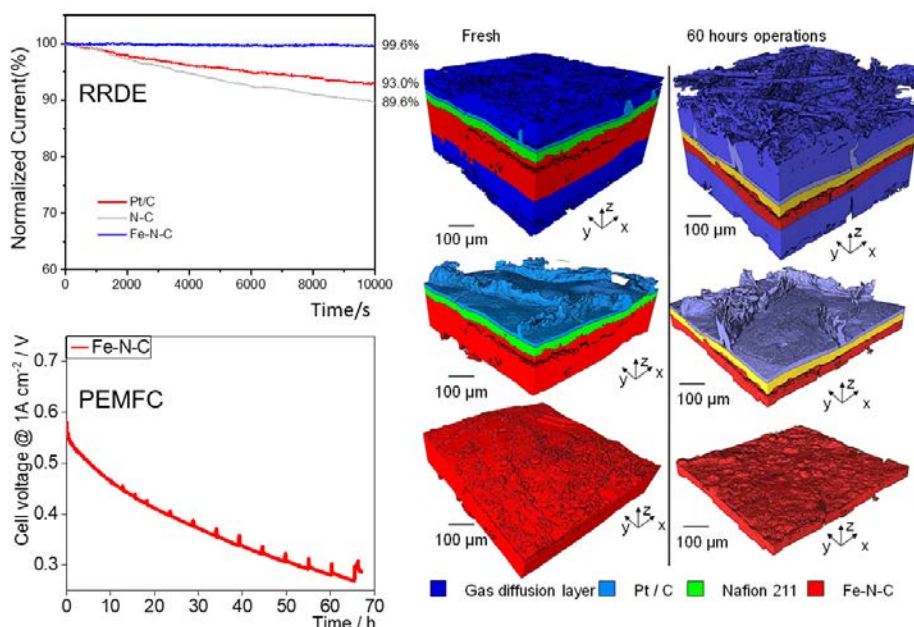 100
90
80
70
60
Normalized Current(%)
RRDE
99.6%
93.0%
89.6%
Pt/C
N-C
Fe-N-C
0
2000
4000
6000
8000
10000
Time/s
0.7
0.6
0.5
0.4
0.3
Cell voltage @ 1A cm⁻² / V
Fe-N-C
PEMFC
0
10
20
30
40
50
60
70
Time / h
Fresh
60 hours operations
100 µm
z
y
x
100 µm
z
y
x
100 µm
z
y
x
100 µm
z
y
x
100 µm
z
y
x
100 µm
z
y
x
Gas diffusion layer
Pt / C
Nafion 211
Fe-N-C